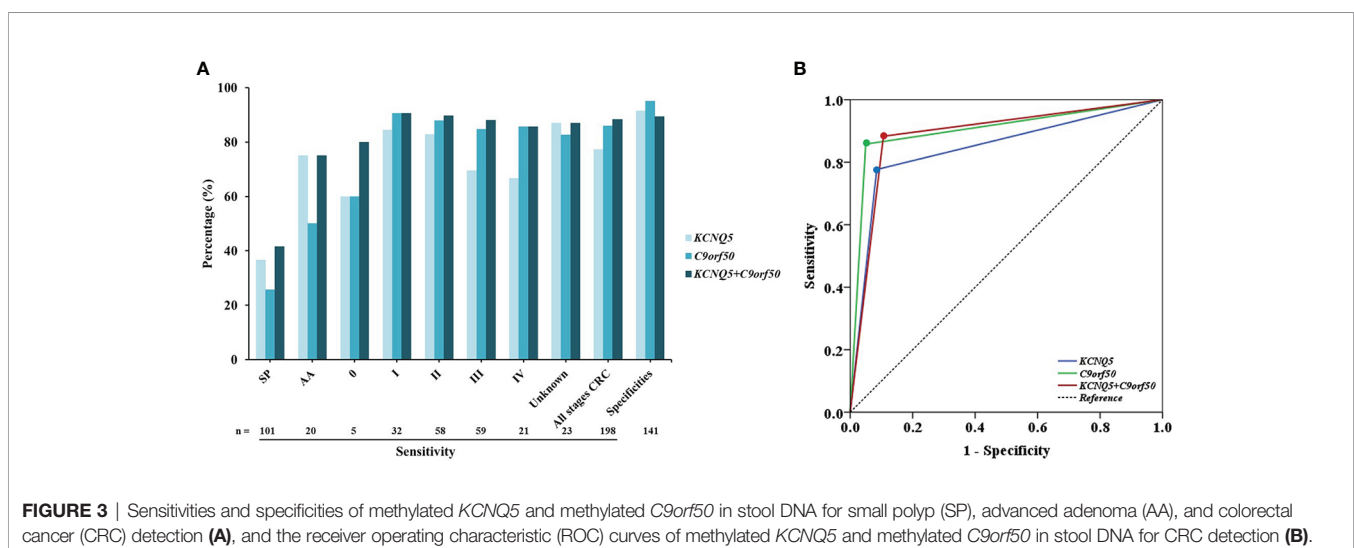 A
B
Percentage (%)
100
80
60
40
20
0
SP
AA
0
I
II
III
IV
Unknown
All stages CRC
Specificities
n = 101 20 5 32 58 59 21 23 198 141
Sensitivity
KCNQ5
C9orf50
KCNQ5+C9orf50
Sensitivity
1.0
0.8
0.6
0.4
0.2
0.0
0.0 0.2 0.4 0.6 0.8 1.0
1 - Specificity
KCNQ5
C9orf50
KCNQ5+C9orf50
Reference
FIGURE 3 | Sensitivities and specificities of methylated KCNQ5 and methylated C9orf50 in stool DNA for small polyp (SP), advanced adenoma (AA), and colorectal
cancer (CRC) detection (A), and the receiver operating characteristic (ROC) curves of methylated KCNQ5 and methylated C9orf50 in stool DNA for CRC detection (B).